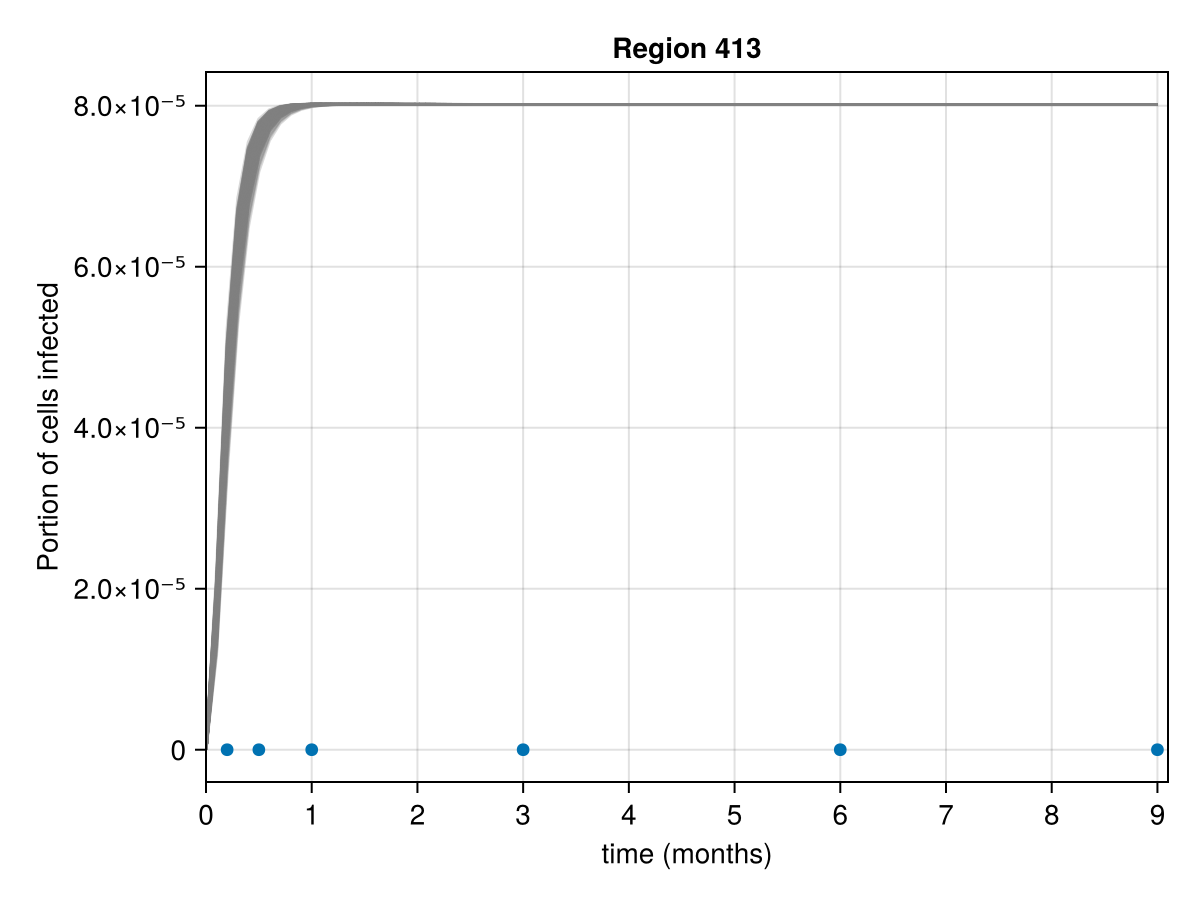 Region 413
Portion of cells infected
8.0×10⁻⁵
6.0×10⁻⁵
4.0×10⁻⁵
2.0×10⁻⁵
0
0 1 2 3 4 5 6 7 8 9
time (months)